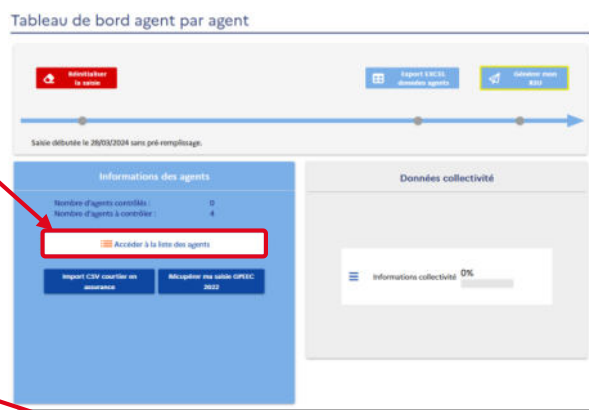 Tableau de bord agent par agent
Réinitialiser
la saisie
Export EXCEL
données agents
Générer mon
RSU
Saisie débutée le 28/03/2024 sans pré-remplissage.
Informations des agents
Nombre d'agents contrôlés : 0
Nombre d'agents à contrôler : 4
Accéder à la liste des agents
Import CSV courtier en
assurance
Récupérer ma saisie GPEEC
2022
Données collectivité
Informations collectivité 0%